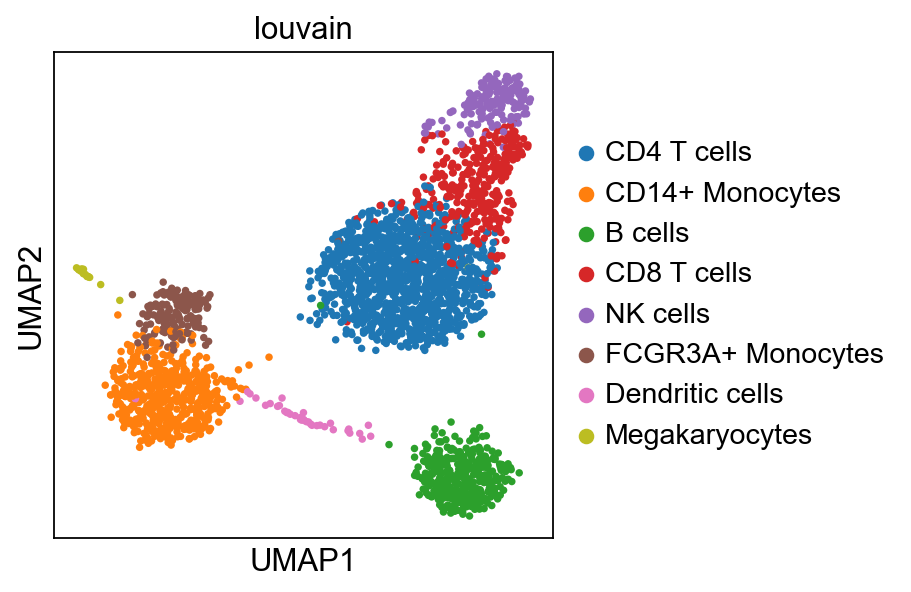 louvain
UMAP2
UMAP1
CD4 T cells
CD14+ Monocytes
B cells
CD8 T cells
NK cells
FCGR3A+ Monocytes
Dendritic cells
Megakaryocytes